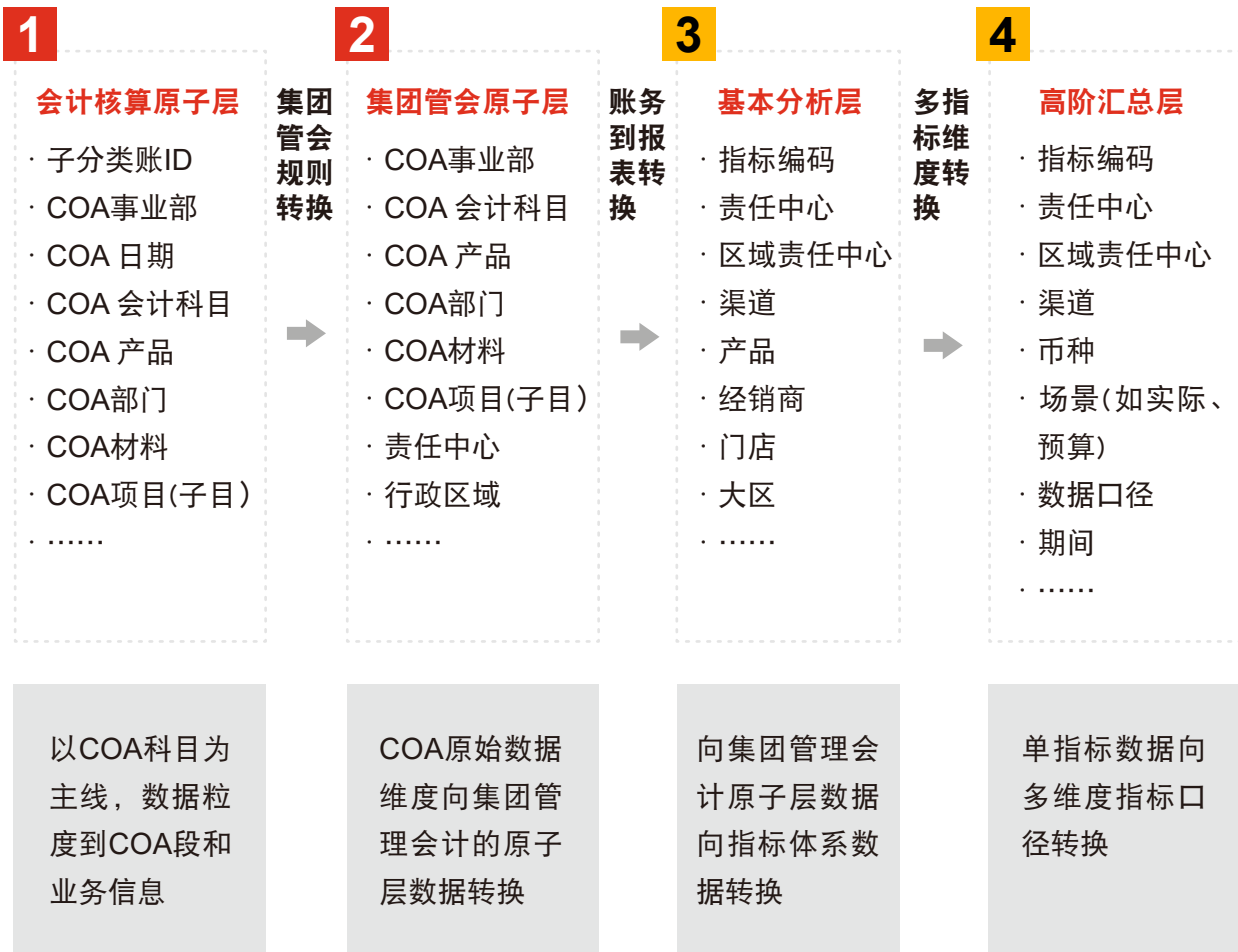 1
会计核算原子层
· 子分类账ID
· COA事业部
· COA 日期
· COA 会计科目
· COA 产品
· COA部门
· COA材料
· COA项目(子目）
· ……
集团
管会
规则
转换
2
集团管会原子层
· COA事业部
· COA 会计科目
· COA 产品
· COA部门
· COA材料
· COA项目(子目）
· 责任中心
· 行政区域
· ……
账务
到报
表转
换
3
基本分析层
· 指标编码
· 责任中心
· 区域责任中心
· 渠道
· 产品
· 经销商
· 门店
· 大区
· ……
多指
标维
度转
换
4
高阶汇总层
· 指标编码
· 责任中心
· 区域责任中心
· 渠道
· 币种
· 场景(如实际、
预算)
· 数据口径
· 期间
· ……
以COA科目为
主线，数据粒
度到COA段和
业务信息
COA原始数据
维度向集团管
理会计的原子
层数据转换
向集团管理会
计原子层数据
向指标体系数
据转换
单指标数据向
多维度指标口
径转换